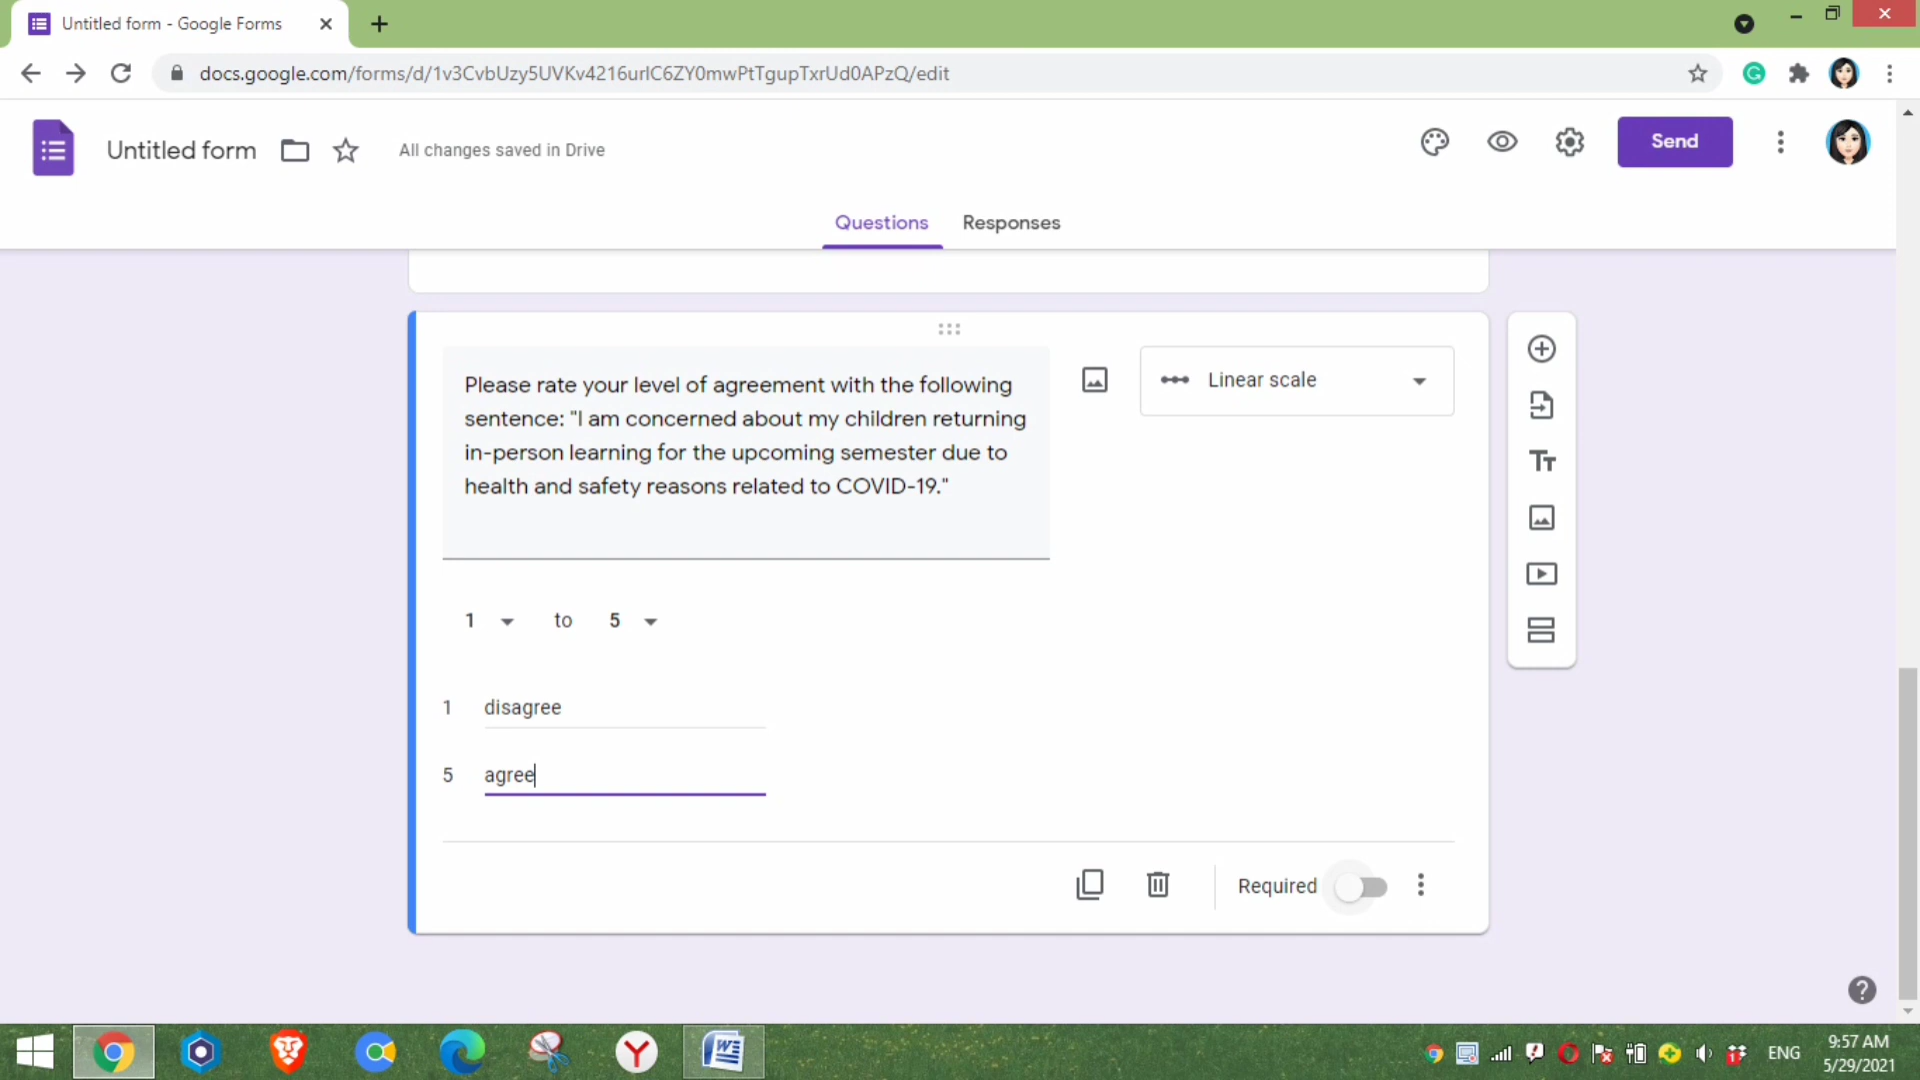 Untitled form - Google Forms
docs.google.com/forms/d/1v3CvbUzy5UVKv4216urlC6ZY0mwPtTgupTxrUd0APzQ/edit
Untitled form
All changes saved in Drive
Send
Questions
Responses
Please rate your level of agreement with the following
sentence: "I am concerned about my children returning
in-person learning for the upcoming semester due to
health and safety reasons related to COVID-19."
Linear scale
1 to 5
1 disagree
5 agree
Required
ENG
9:57 AM
5/29/2021